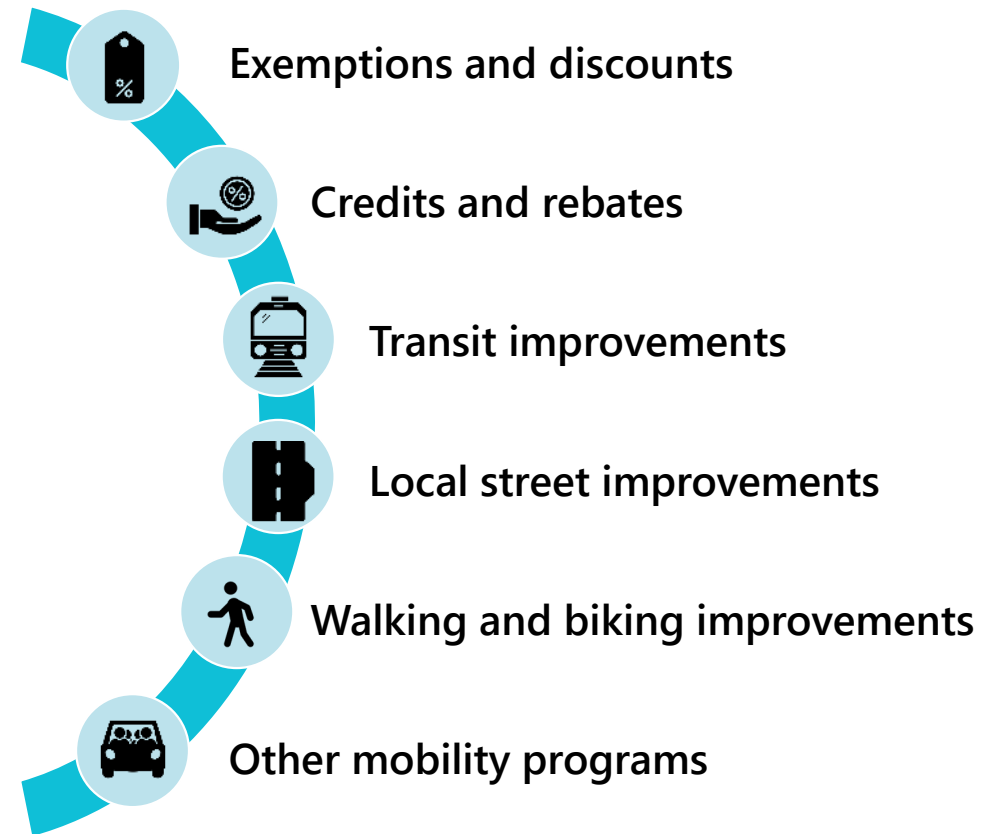 Exemptions and discounts
Credits and rebates
Transit improvements
Local street improvements
Walking and biking improvements
Other mobility programs